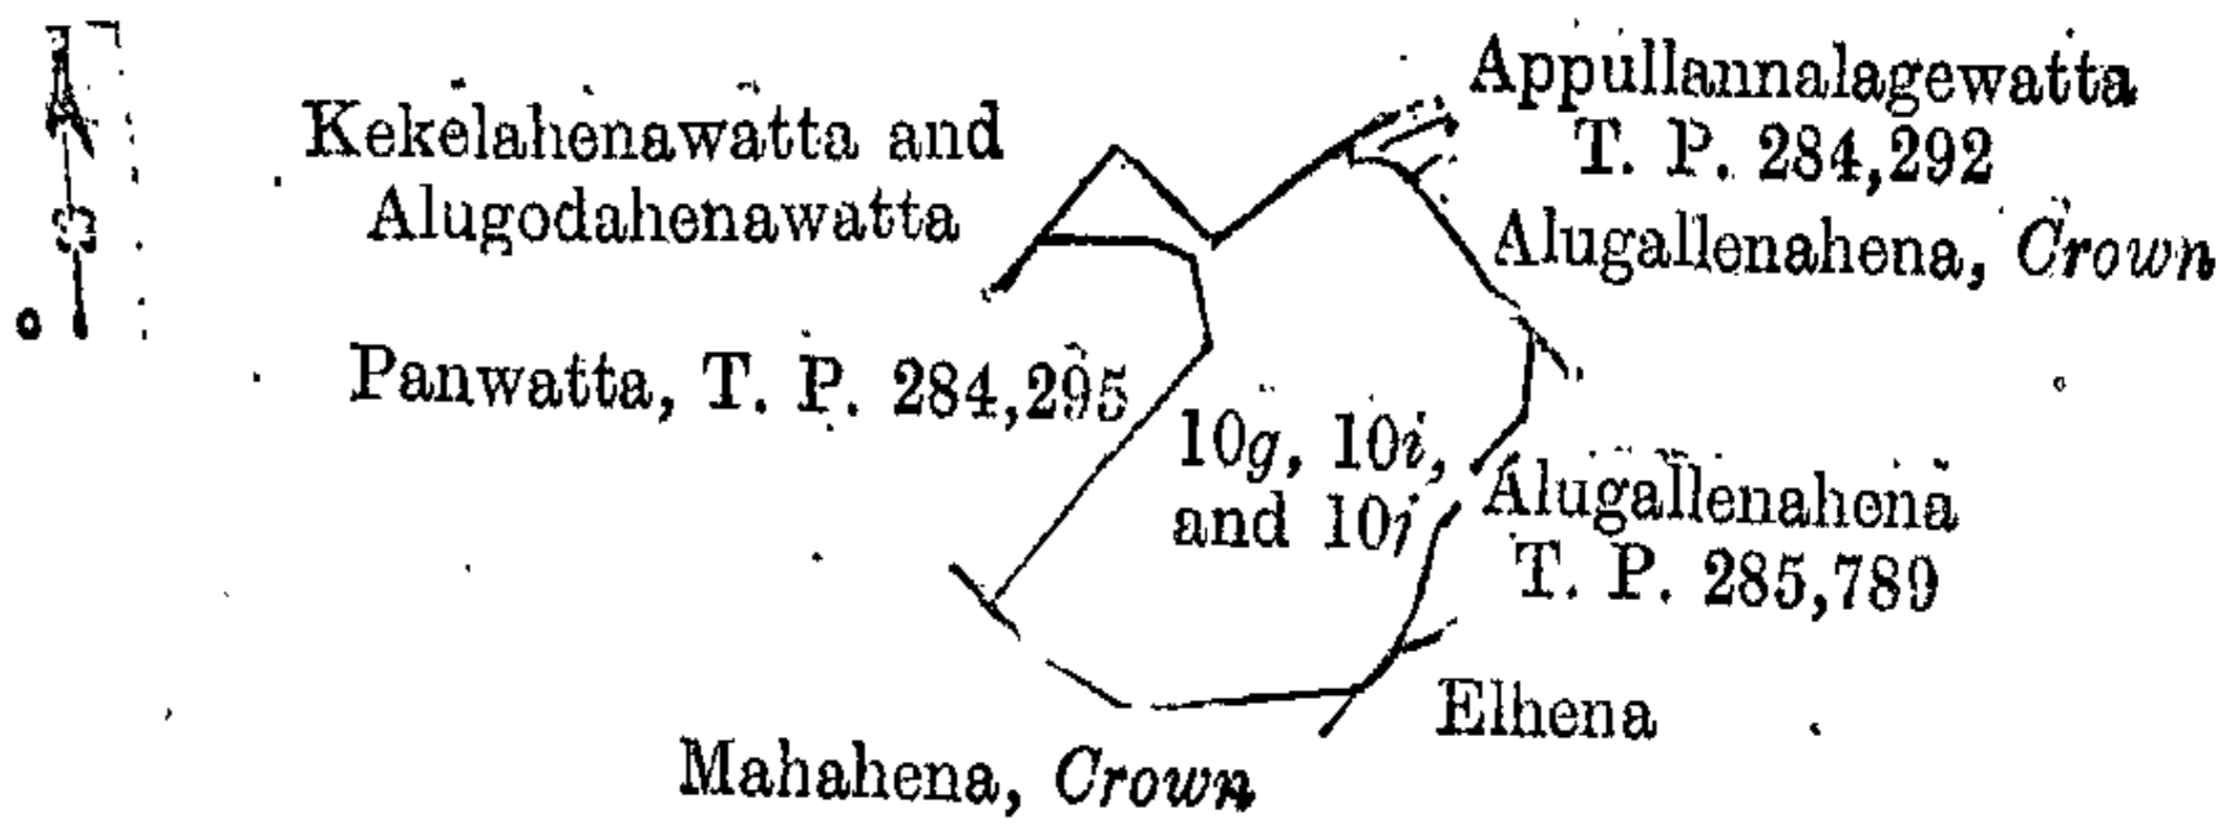 Appullannalagewatta
T. P. 284,292
Kekelahenawatta and
Alugodahenawatta
Alugallenahena, Crown
Panwatta, T. P. 284,295
10g, 10i,
and 10j
Alugallenahena
T. P. 285,789
Elhena
Mahahena, Crown